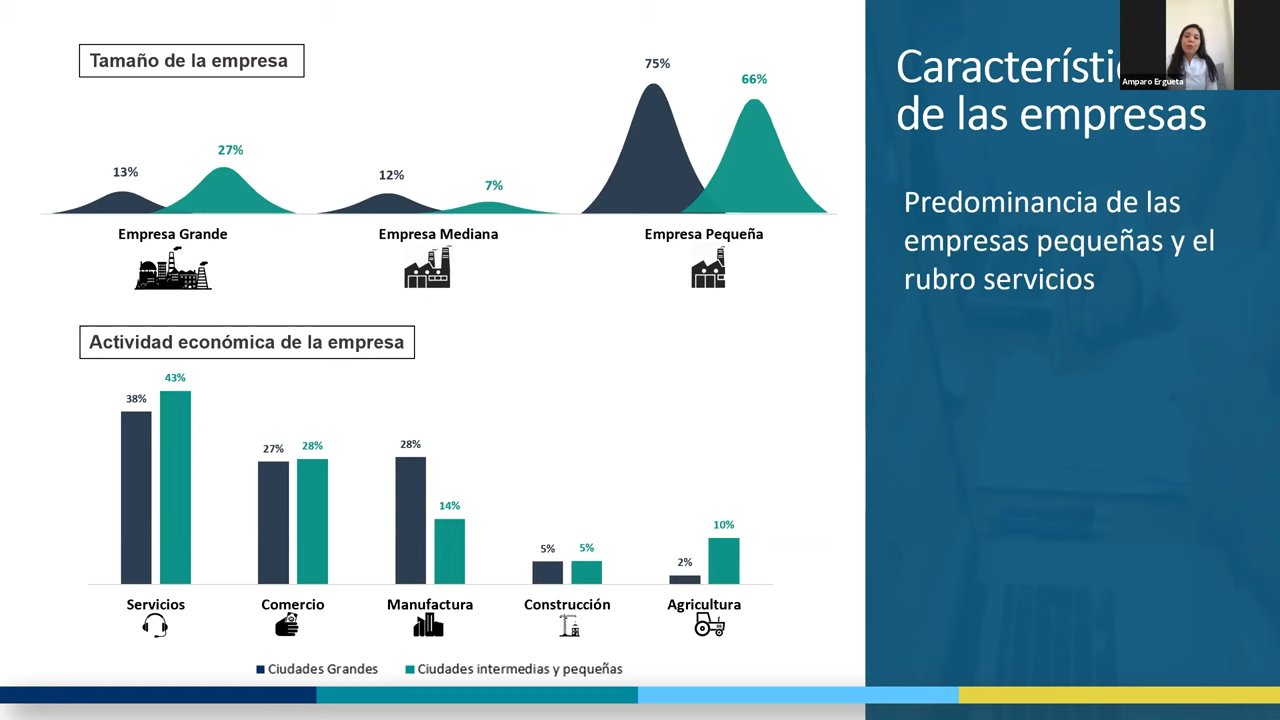 Tamaño de la empresa
75%
66%
27%
13%
12%
7%
Empresa Grande
Empresa Mediana
Empresa Pequeña
Actividad económica de la empresa
38%
43%
27%
28%
28%
14%
5%
5%
2%
10%
Servicios
Comercio
Manufactura
Construcción
Agricultura
Ciudades Grandes
Ciudades intermedias y pequeñas
Amparo Ergueta
de las empresas
Predominancia de las
empresas pequeñas y el
rubro servicios